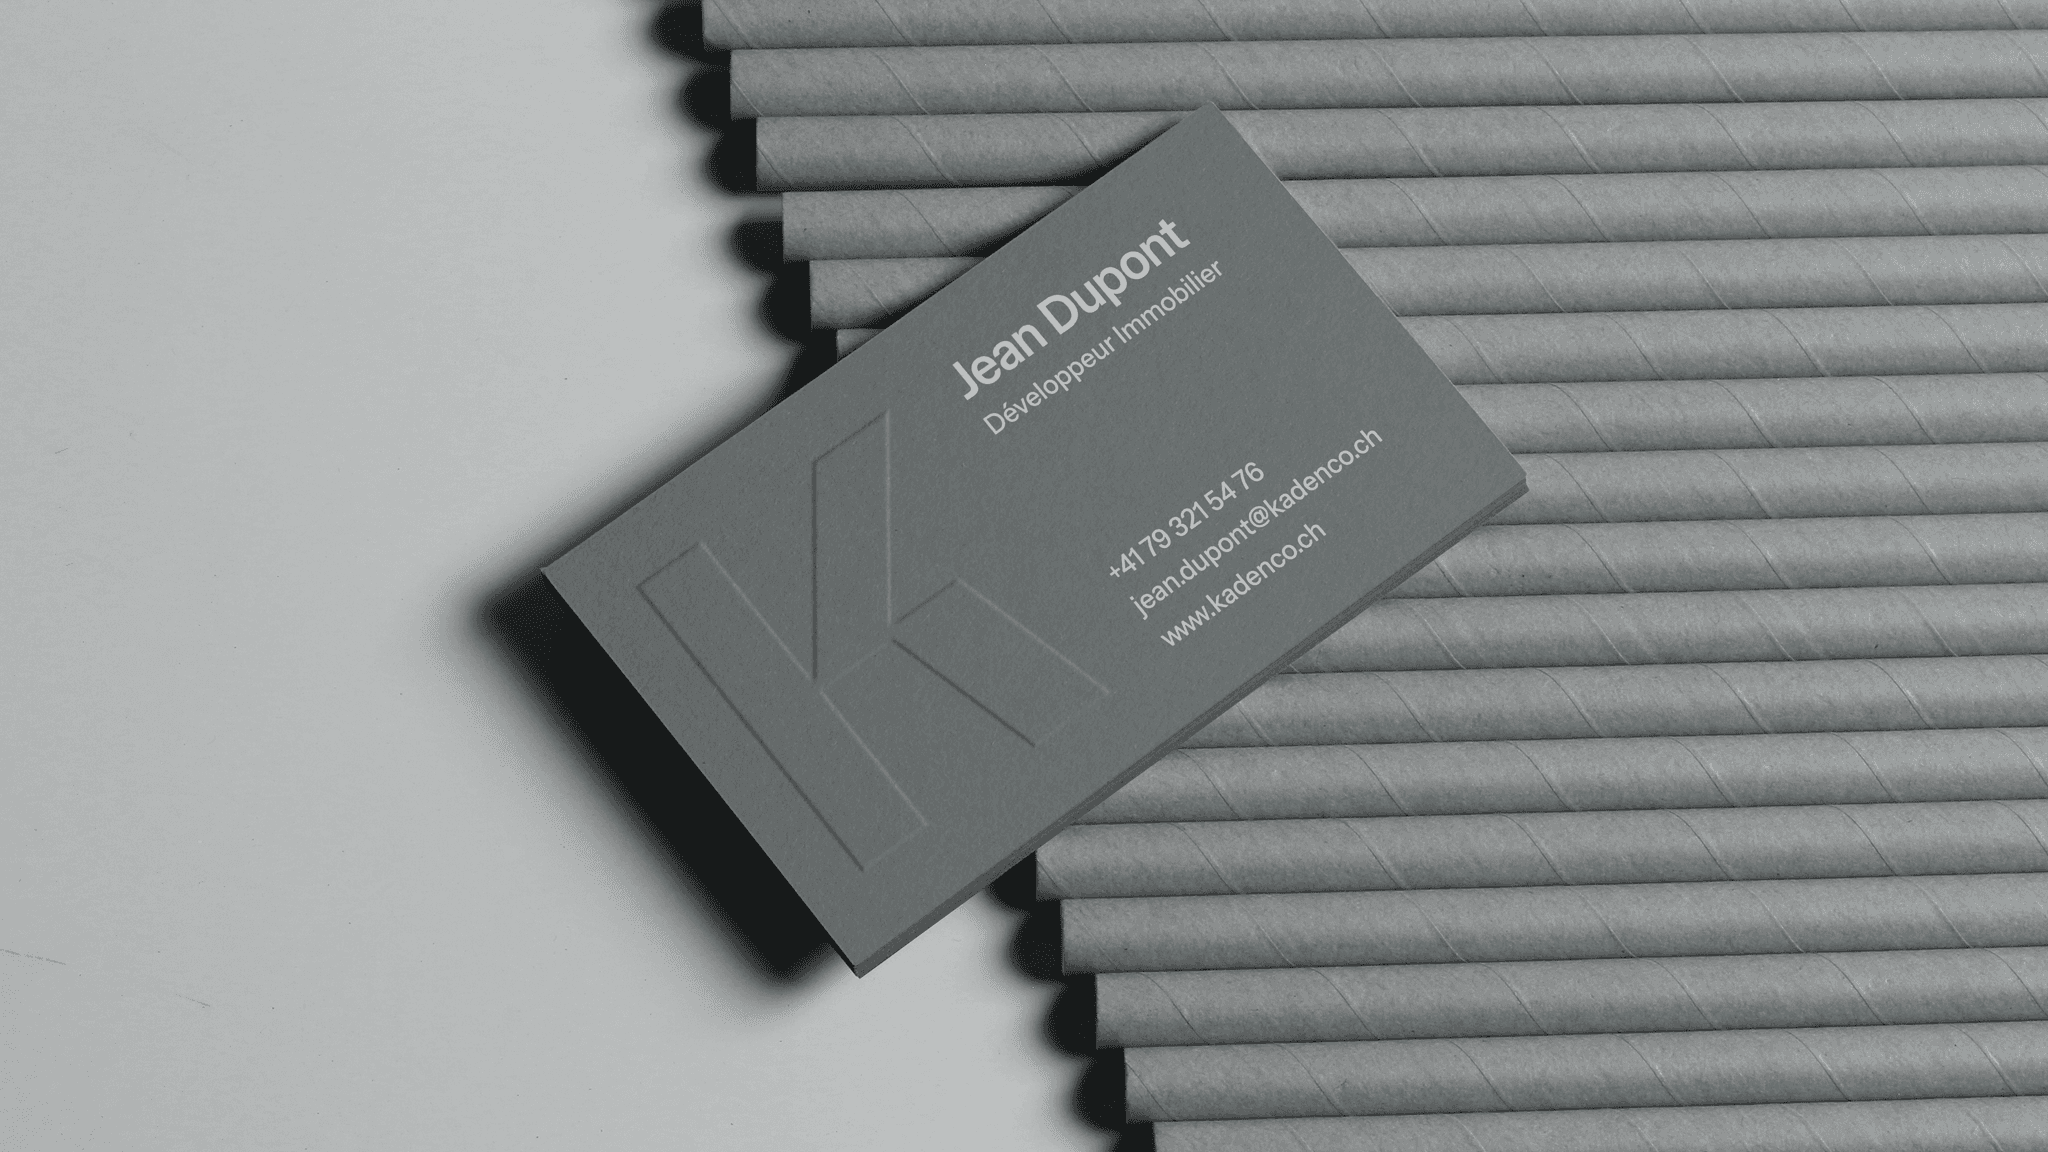 K
Jean Dupont
Développeur Immobilier
+41 79 321 54 76
jean.dupont@kadenco.ch
www.kadenco.ch